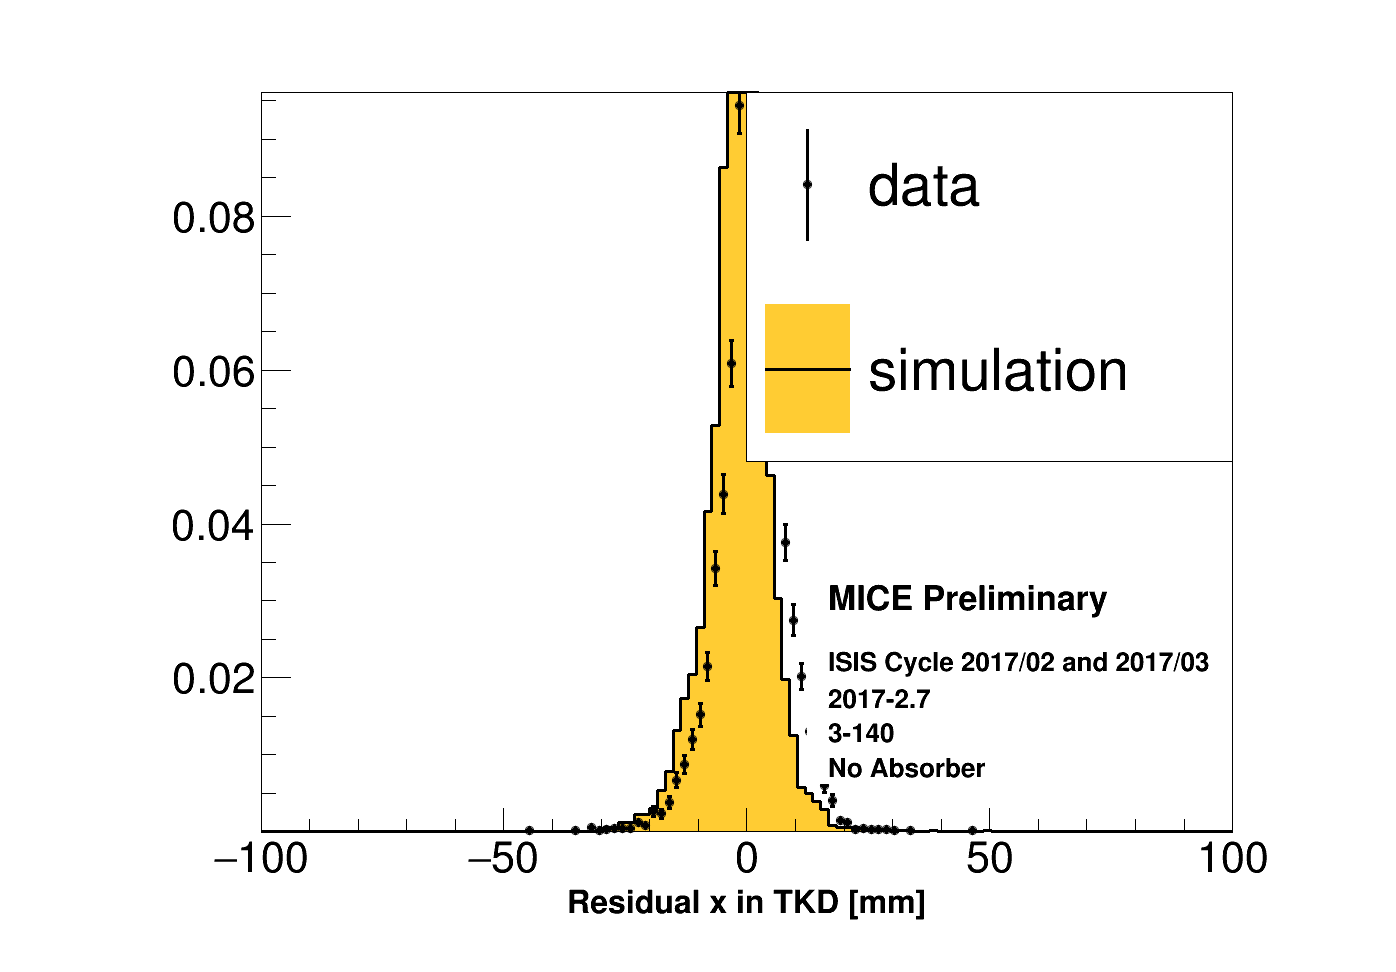 data
simulation
0.08
0.06
0.04
0.02
MICE Preliminary
ISIS Cycle 2017/02 and 2017/03
2017-2.7
3-140
No Absorber
−100 −50 0 50 100
Residual x in TKD [mm]